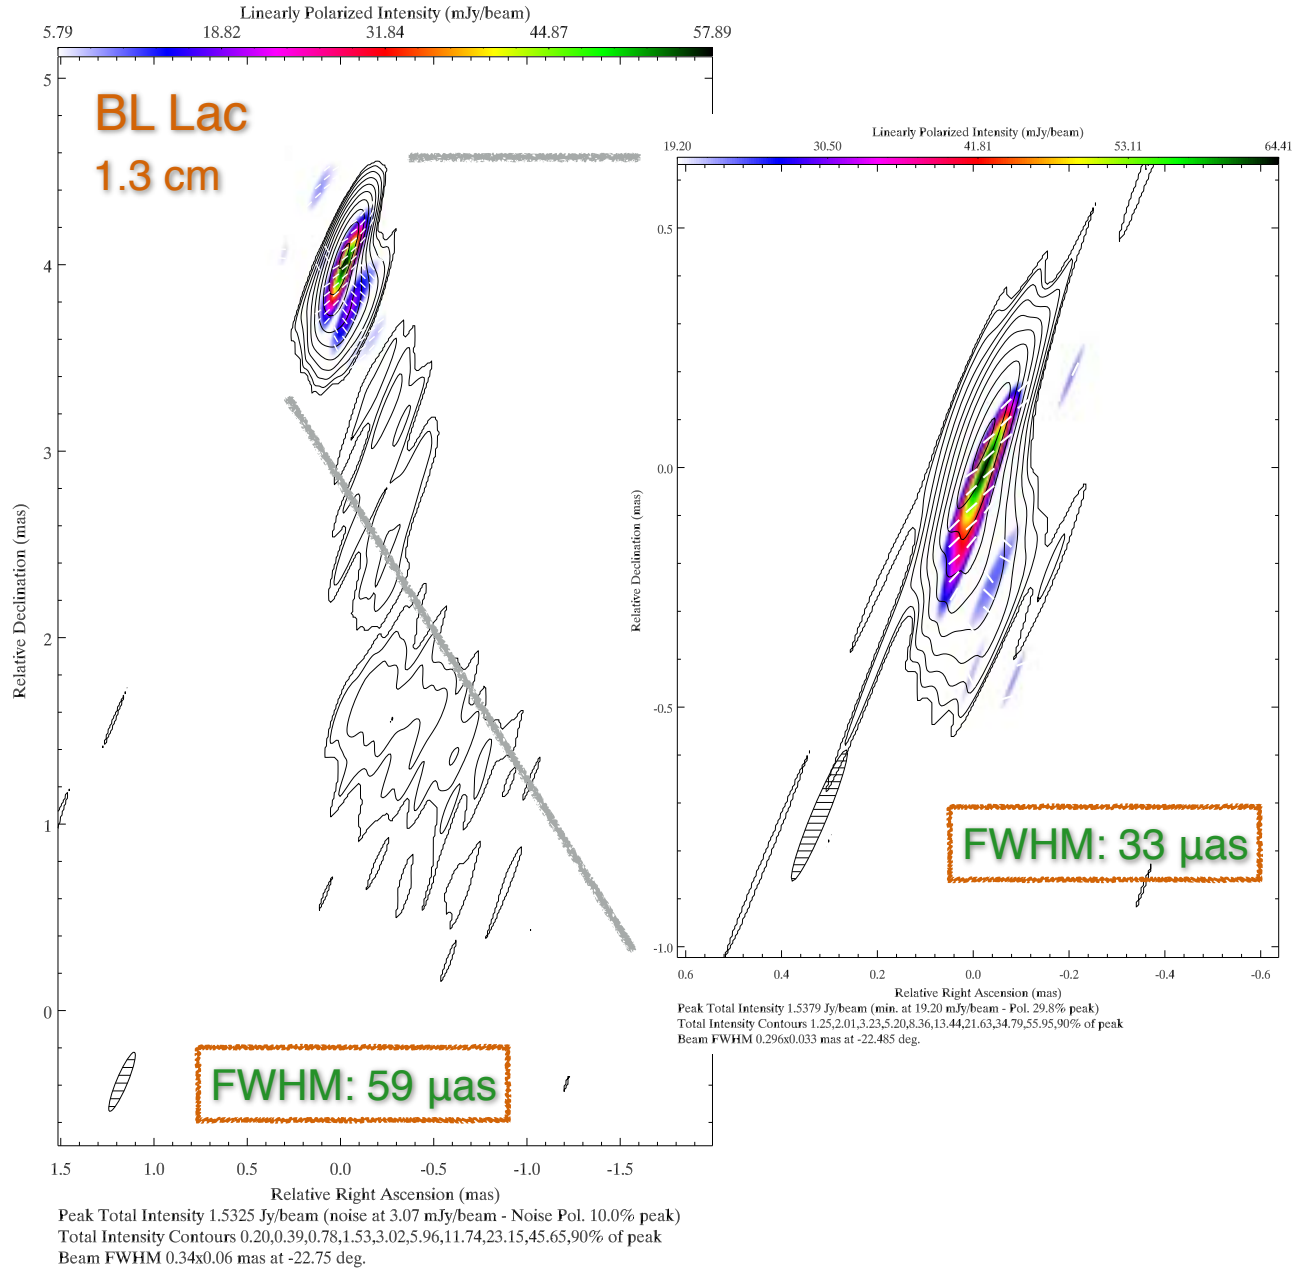 Linearly Polarized Intensity (mJy/beam)
5.79 18.82 31.84 44.87 57.89
BL Lac
1.3 cm
5
4
3
2
1
0
Relative Declination (mas)
FWHM: 59 µas
1.5 1.0 0.5 0.0 -0.5 -1.0 -1.5
Relative Right Ascension (mas)
Peak Total Intensity 1.5325 Jy/beam (noise at 3.07 mJy/beam - Noise Pol. 10.0% peak)
Total Intensity Contours 0.20,0.39,0.78,1.53,3.02,5.96,11.74,23.15,45.65,90% of peak
Beam FWHM 0.34x0.06 mas at -22.75 deg.
Linearly Polarized Intensity (mJy/beam)
19.20 30.50 41.81 53.11 64.41
0.5
0.0
-0.5
-1.0
Relative Declination (mas)
FWHM: 33 µas
0.6 0.4 0.2 0.0 -0.2 -0.4 -0.6
Relative Right Ascension (mas)
Peak Total Intensity 1.5379 Jy/beam (min. at 19.20 mJy/beam - Pol. 29.8% peak)
Total Intensity Contours 1.25,2.01,3.23,5.20,8.36,13.44,21.63,34.79,55.95,90% of peak
Beam FWHM 0.296x0.033 mas at -22.485 deg.